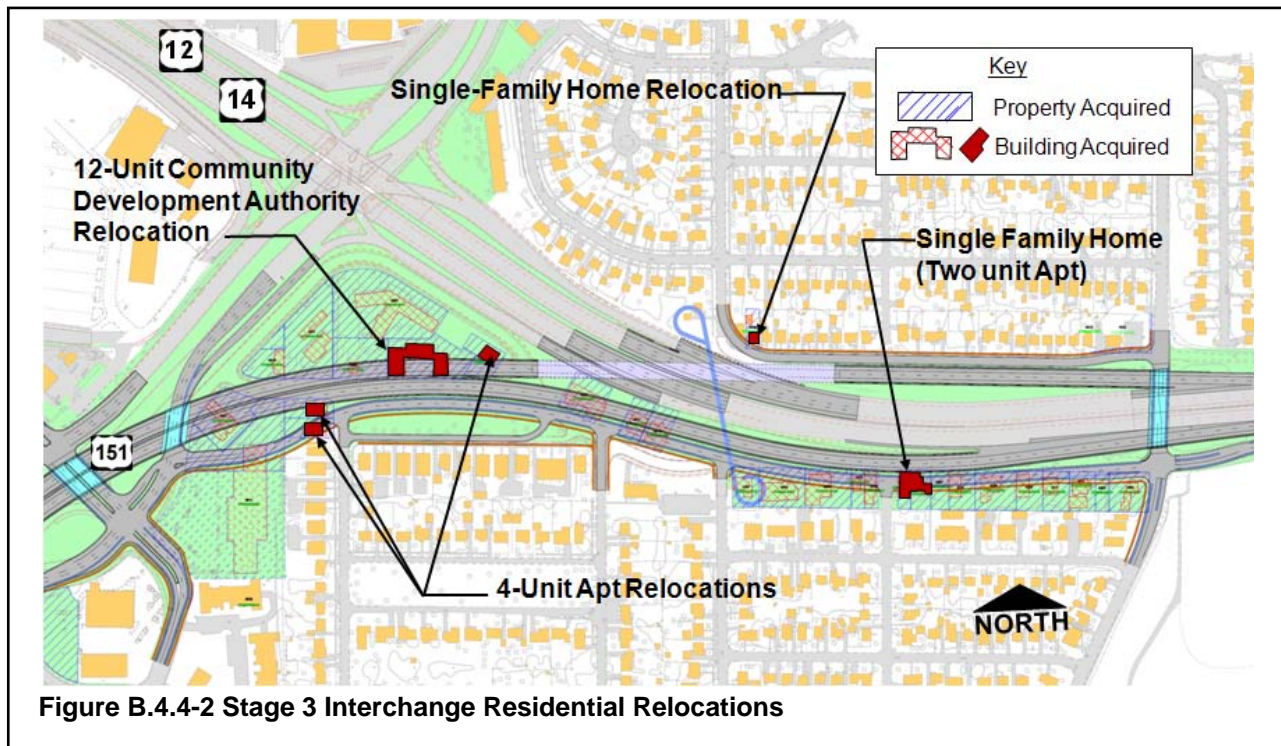 12
14
Single-Family Home Relocation
Key
Property Acquired
Building Acquired
12-Unit Community
Development Authority
Relocation
Single Family Home
(Two unit Apt)
151
4-Unit Apt Relocations
NORTH
Figure B.4.4-2 Stage 3 Interchange Residential Relocations